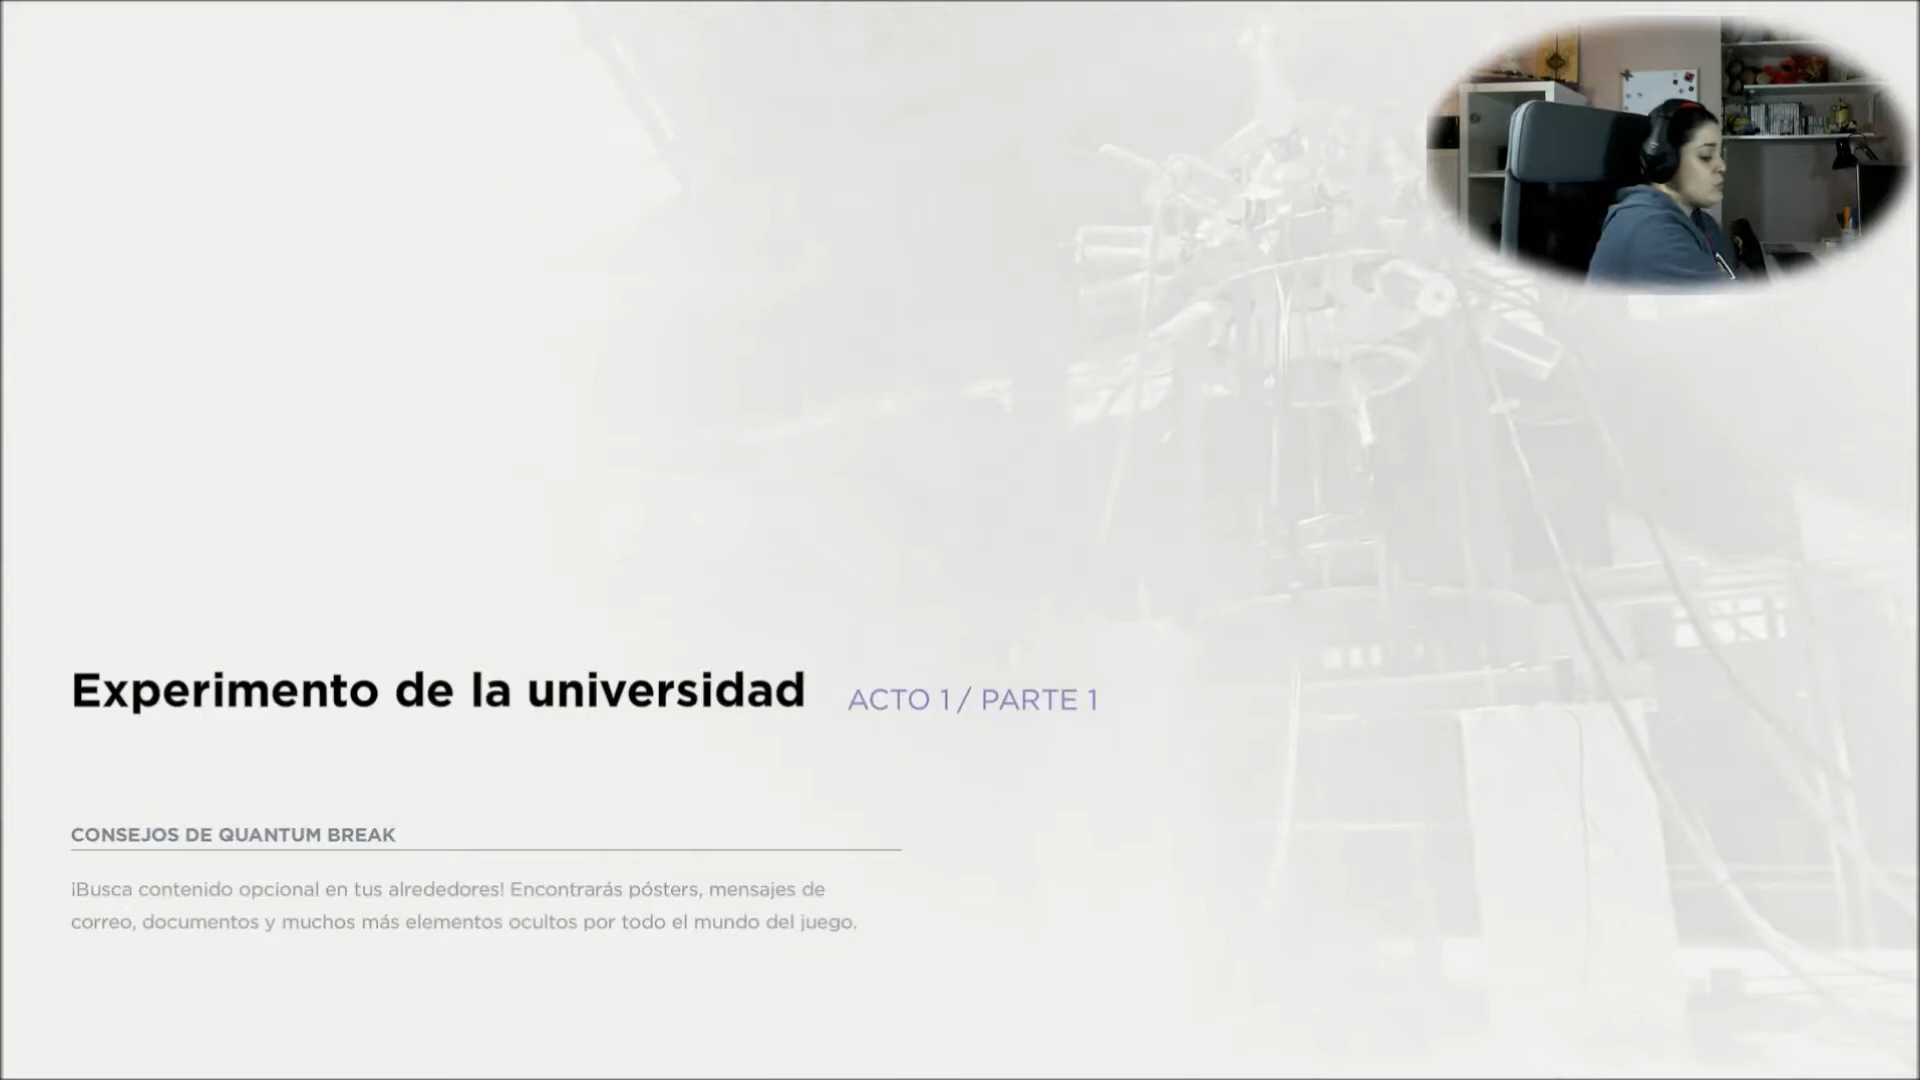 Experimento de la universidad ACTO 1 / PARTE 1
CONSEJOS DE QUANTUM BREAK
¡Busca contenido opcional en tus alrededores! Encontrarás pósters, mensajes de
correo, documentos y muchos más elementos ocultos por todo el mundo del juego.